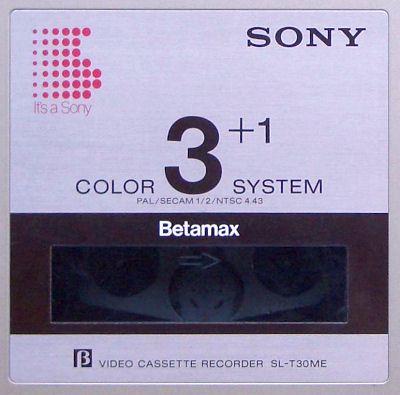 SONY
It's a Sony
3+1
COLOR SYSTEM
PAL/SECAM 1/2/NTSC 4.43
Betamax
β VIDEO CASSETTE RECORDER SL-T30ME